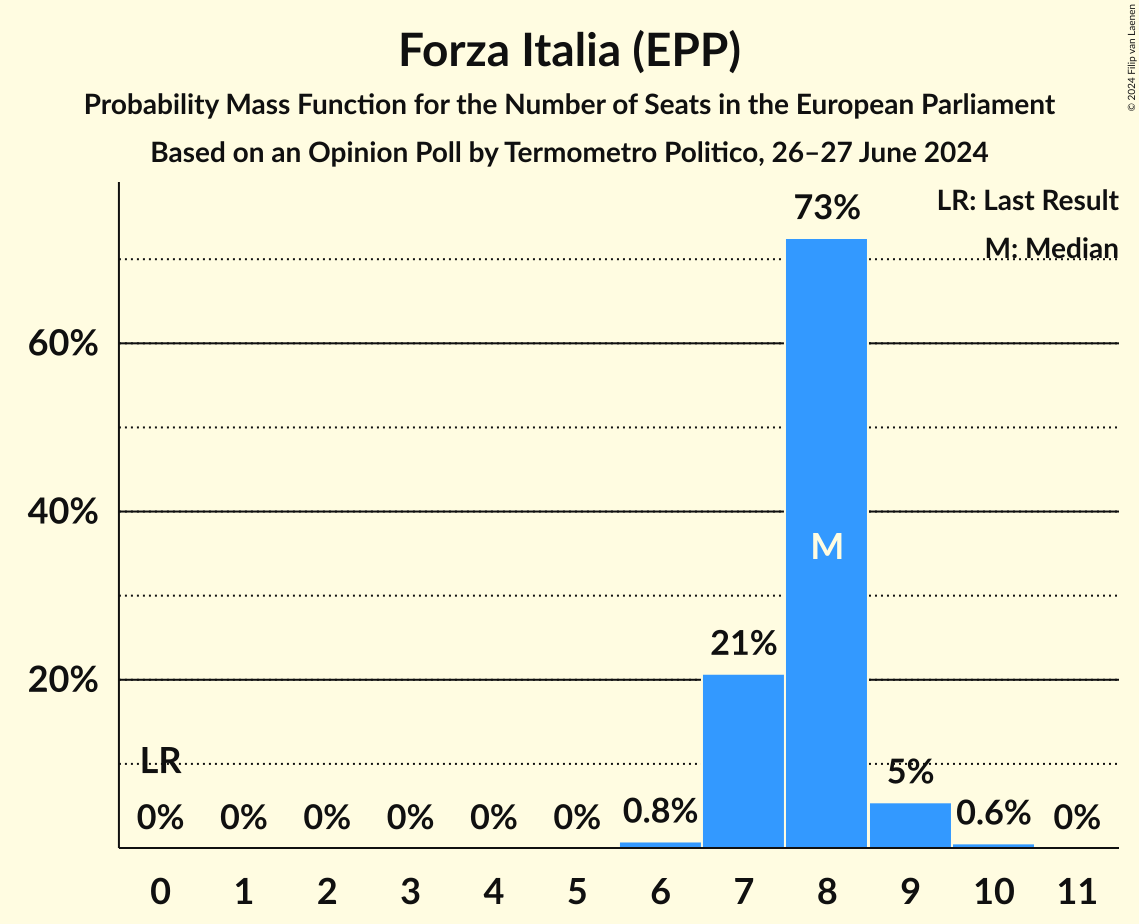 Forza Italia (EPP)
Probability Mass Function for the Number of Seats in the European Parliament
Based on an Opinion Poll by Termometro Politico, 26–27 June 2024
© 2024 Filip van Laenen
LR: Last Result
M: Median
73%
60%
40%
M
21%
20%
LR
5%
0% 0% 0% 0% 0% 0% 0.8% 0.6% 0%
0 1 2 3 4 5 6 7 8 9 10 11